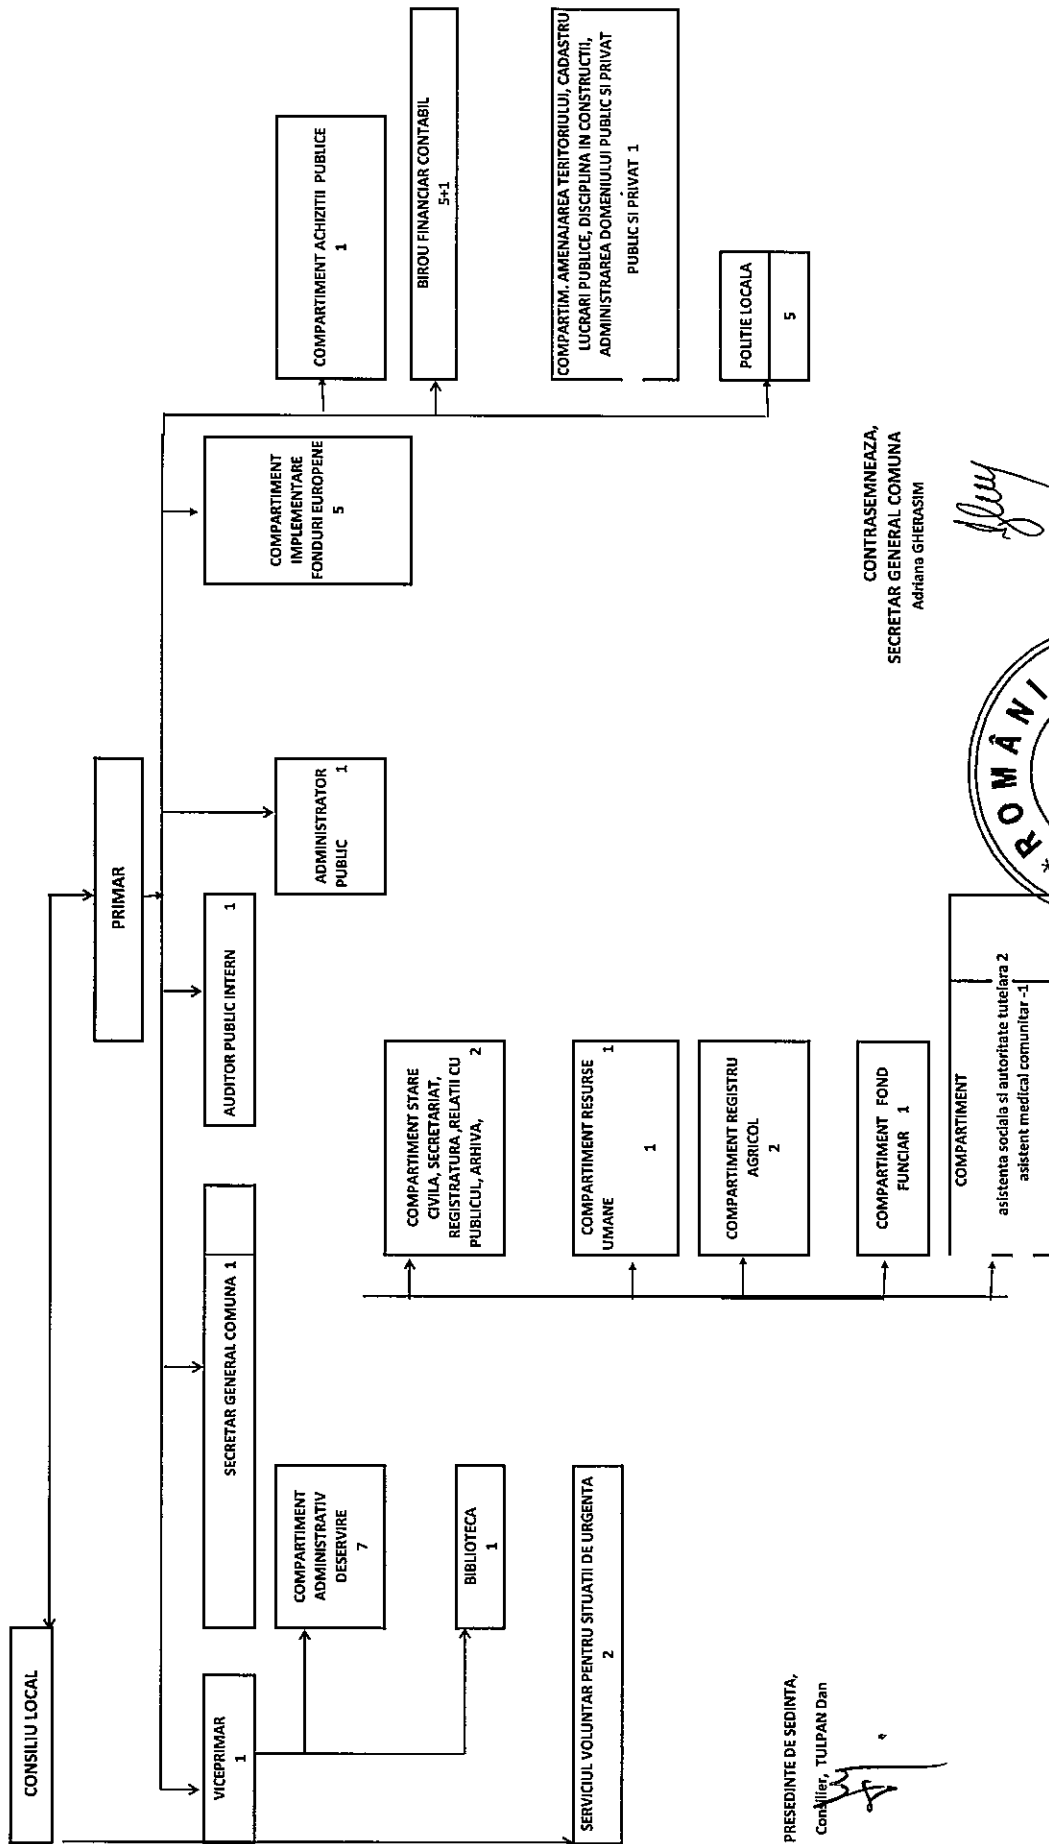 CONSILIU LOCAL
PRIMAR
VICEPRIMAR
1
SECRETAR GENERAL COMUNA 1
AUDITOR PUBLIC INTERN 1
ADMINISTRATOR 1
PUBLIC
COMPARTIMENT
IMPLEMENTARE
FONDURI EUROPENE
5
COMPARTIMENT ACHIZITII PUBLICE
1
BIROU FINANCIAR CONTABIL
5+1
COMPARTIM. AMENAJAREA TERITORIULUI, CADASTRU
LUCRARI PUBLICE, DISCIPLINA IN CONSTRUCTII,
ADMINISTRAREA DOMENIULUI PUBLIC SI PRIVAT
PUBLIC SI PRIVAT 1
POLITIE LOCALA
5
COMPARTIMENT
ADMINISTRATIV
DESERVIRE
7
BIBLIOTECA
1
SERVICIUL VOLUNTAR PENTRU SITUATII DE URGENTA
2
COMPARTIMENT STARE
CIVILA, SECRETARIAT,
REGISTRATURA ,RELATII CU
PUBLICUL, ARHIVA, 2
COMPARTIMENT RESURSE 1
UMANE
1
COMPARTIMENT REGISTRU
AGRICOL
2
COMPARTIMENT FOND
FUNCIAR 1
COMPARTIMENT
asistenta sociala si autoritate tutelara 2
asistent medical comunitar -1
PRESEDINTE DE SEDINTA,
Consilier, TULPAN Dan
CONTRASEMNEAZA,
SECRETAR GENERAL COMUNA
Adriana GHERASIM
* ROMÂNI